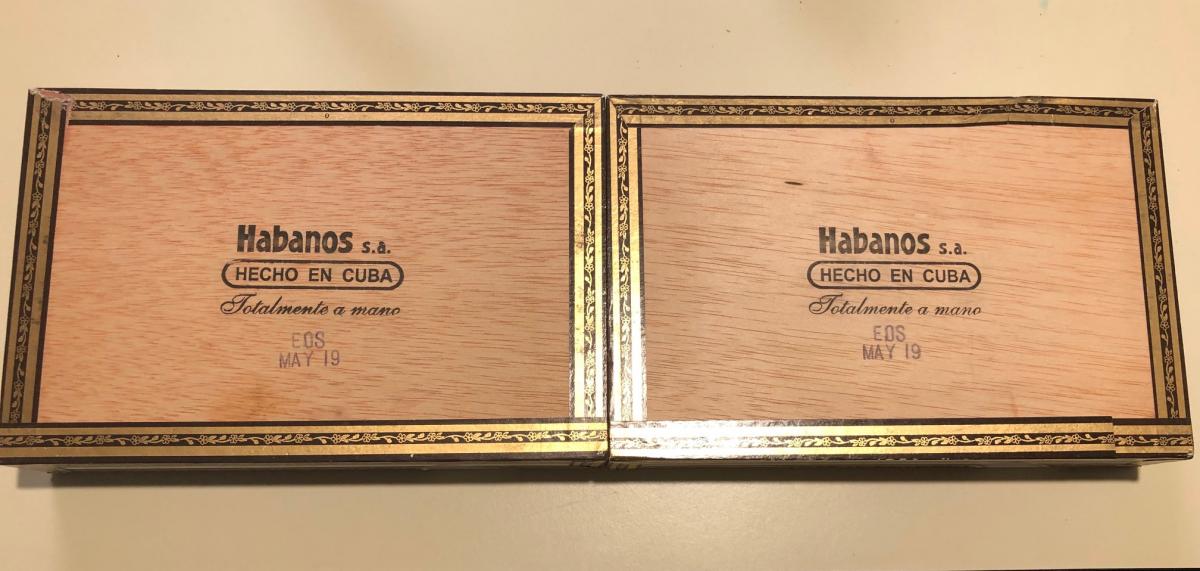 Habanos s.a.
HECHO EN CUBA
Totalmente a mano
EOS
MAY 19
Habanos s.a.
HECHO EN CUBA
Totalmente a mano
EOS
MAY 19